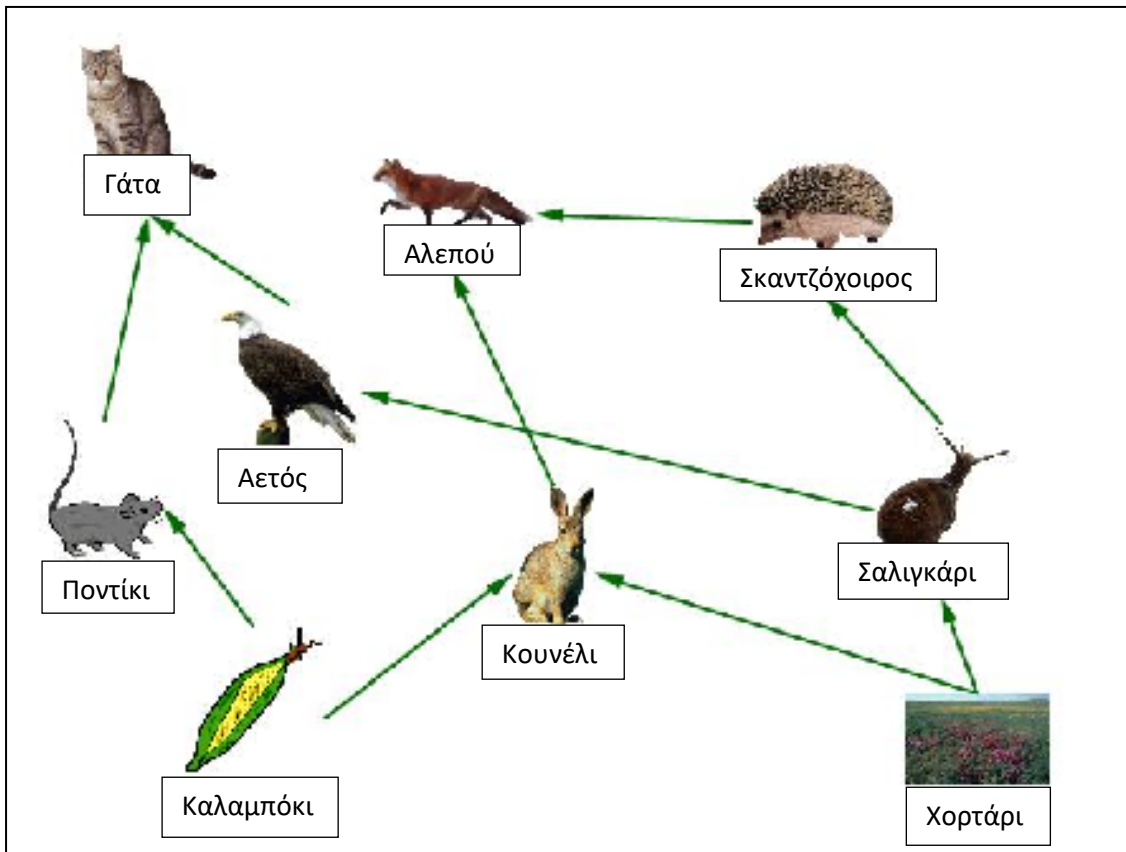 Γάτα
Αλεπού
Σκαντζόχοιρος
Αετός
Ποντίκι
Σαλιγκάρι
Κουνέλι
Καλαμπόκι
Χορτάρι